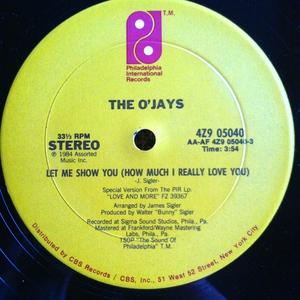 T.M.
Philadelphia
International
Records
THE O'JAYS
33⅓ RPM
STEREO
℗ 1984 Assorted
Music Inc.
4Z9 05040
AA-AF 4Z9 05040-3
Time: 3:54
LET ME SHOW YOU (HOW MUCH I REALLY LOVE YOU)
-J. Sigler-
Special Version From The PIR Lp.
"LOVE AND MORE" FZ 39367
Arranged by James Sigler
Produced by Walter "Bunny" Sigler
Recorded at Sigma Sound Studios, Phila., Pa.
Mastered at Frankford/Wayne Mastering
Labs, Phila., Pa.
TSOP "The Sound Of
Philadelphia" T.M.
Distributed by CBS Records / CBS, Inc., 51 West 52 Street, New York City